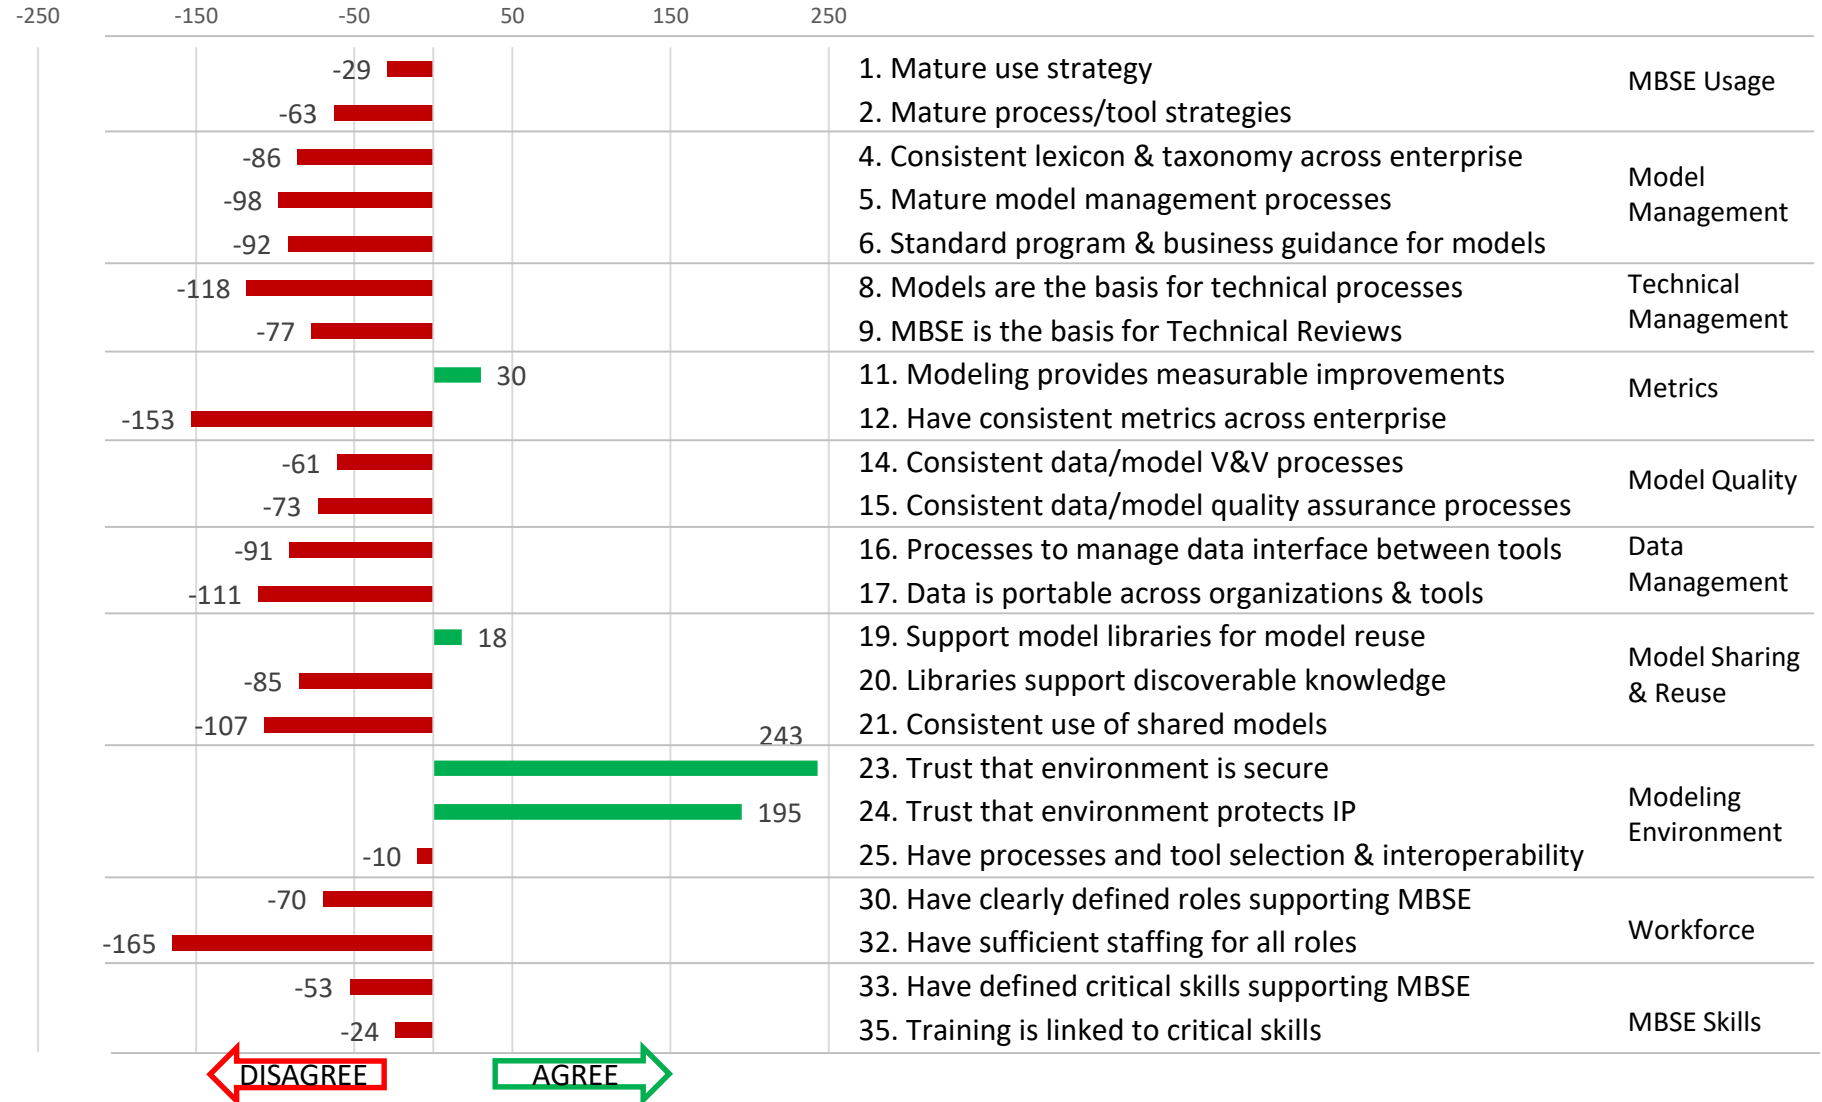 -250 -150 -50 50 150 250
-29 1. Mature use strategy
MBSE Usage
-63 2. Mature process/tool strategies
-86 4. Consistent lexicon & taxonomy across enterprise
Model
Management
-98 5. Mature model management processes
-92 6. Standard program & business guidance for models
-118 8. Models are the basis for technical processes
Technical
Management
-77 9. MBSE is the basis for Technical Reviews
30 11. Modeling provides measurable improvements
Metrics
-153 12. Have consistent metrics across enterprise
-61 14. Consistent data/model V&V processes
Model Quality
-73 15. Consistent data/model quality assurance processes
-91 16. Processes to manage data interface between tools
Data
Management
-111 17. Data is portable across organizations & tools
18 19. Support model libraries for model reuse
Model Sharing
& Reuse
-85 20. Libraries support discoverable knowledge
-107 21. Consistent use of shared models
243 23. Trust that environment is secure
Modeling
Environment
195 24. Trust that environment protects IP
-10 25. Have processes and tool selection & interoperability
-70 30. Have clearly defined roles supporting MBSE
Workforce
-165 32. Have sufficient staffing for all roles
-53 33. Have defined critical skills supporting MBSE
MBSE Skills
-24 35. Training is linked to critical skills
DISAGREE AGREE